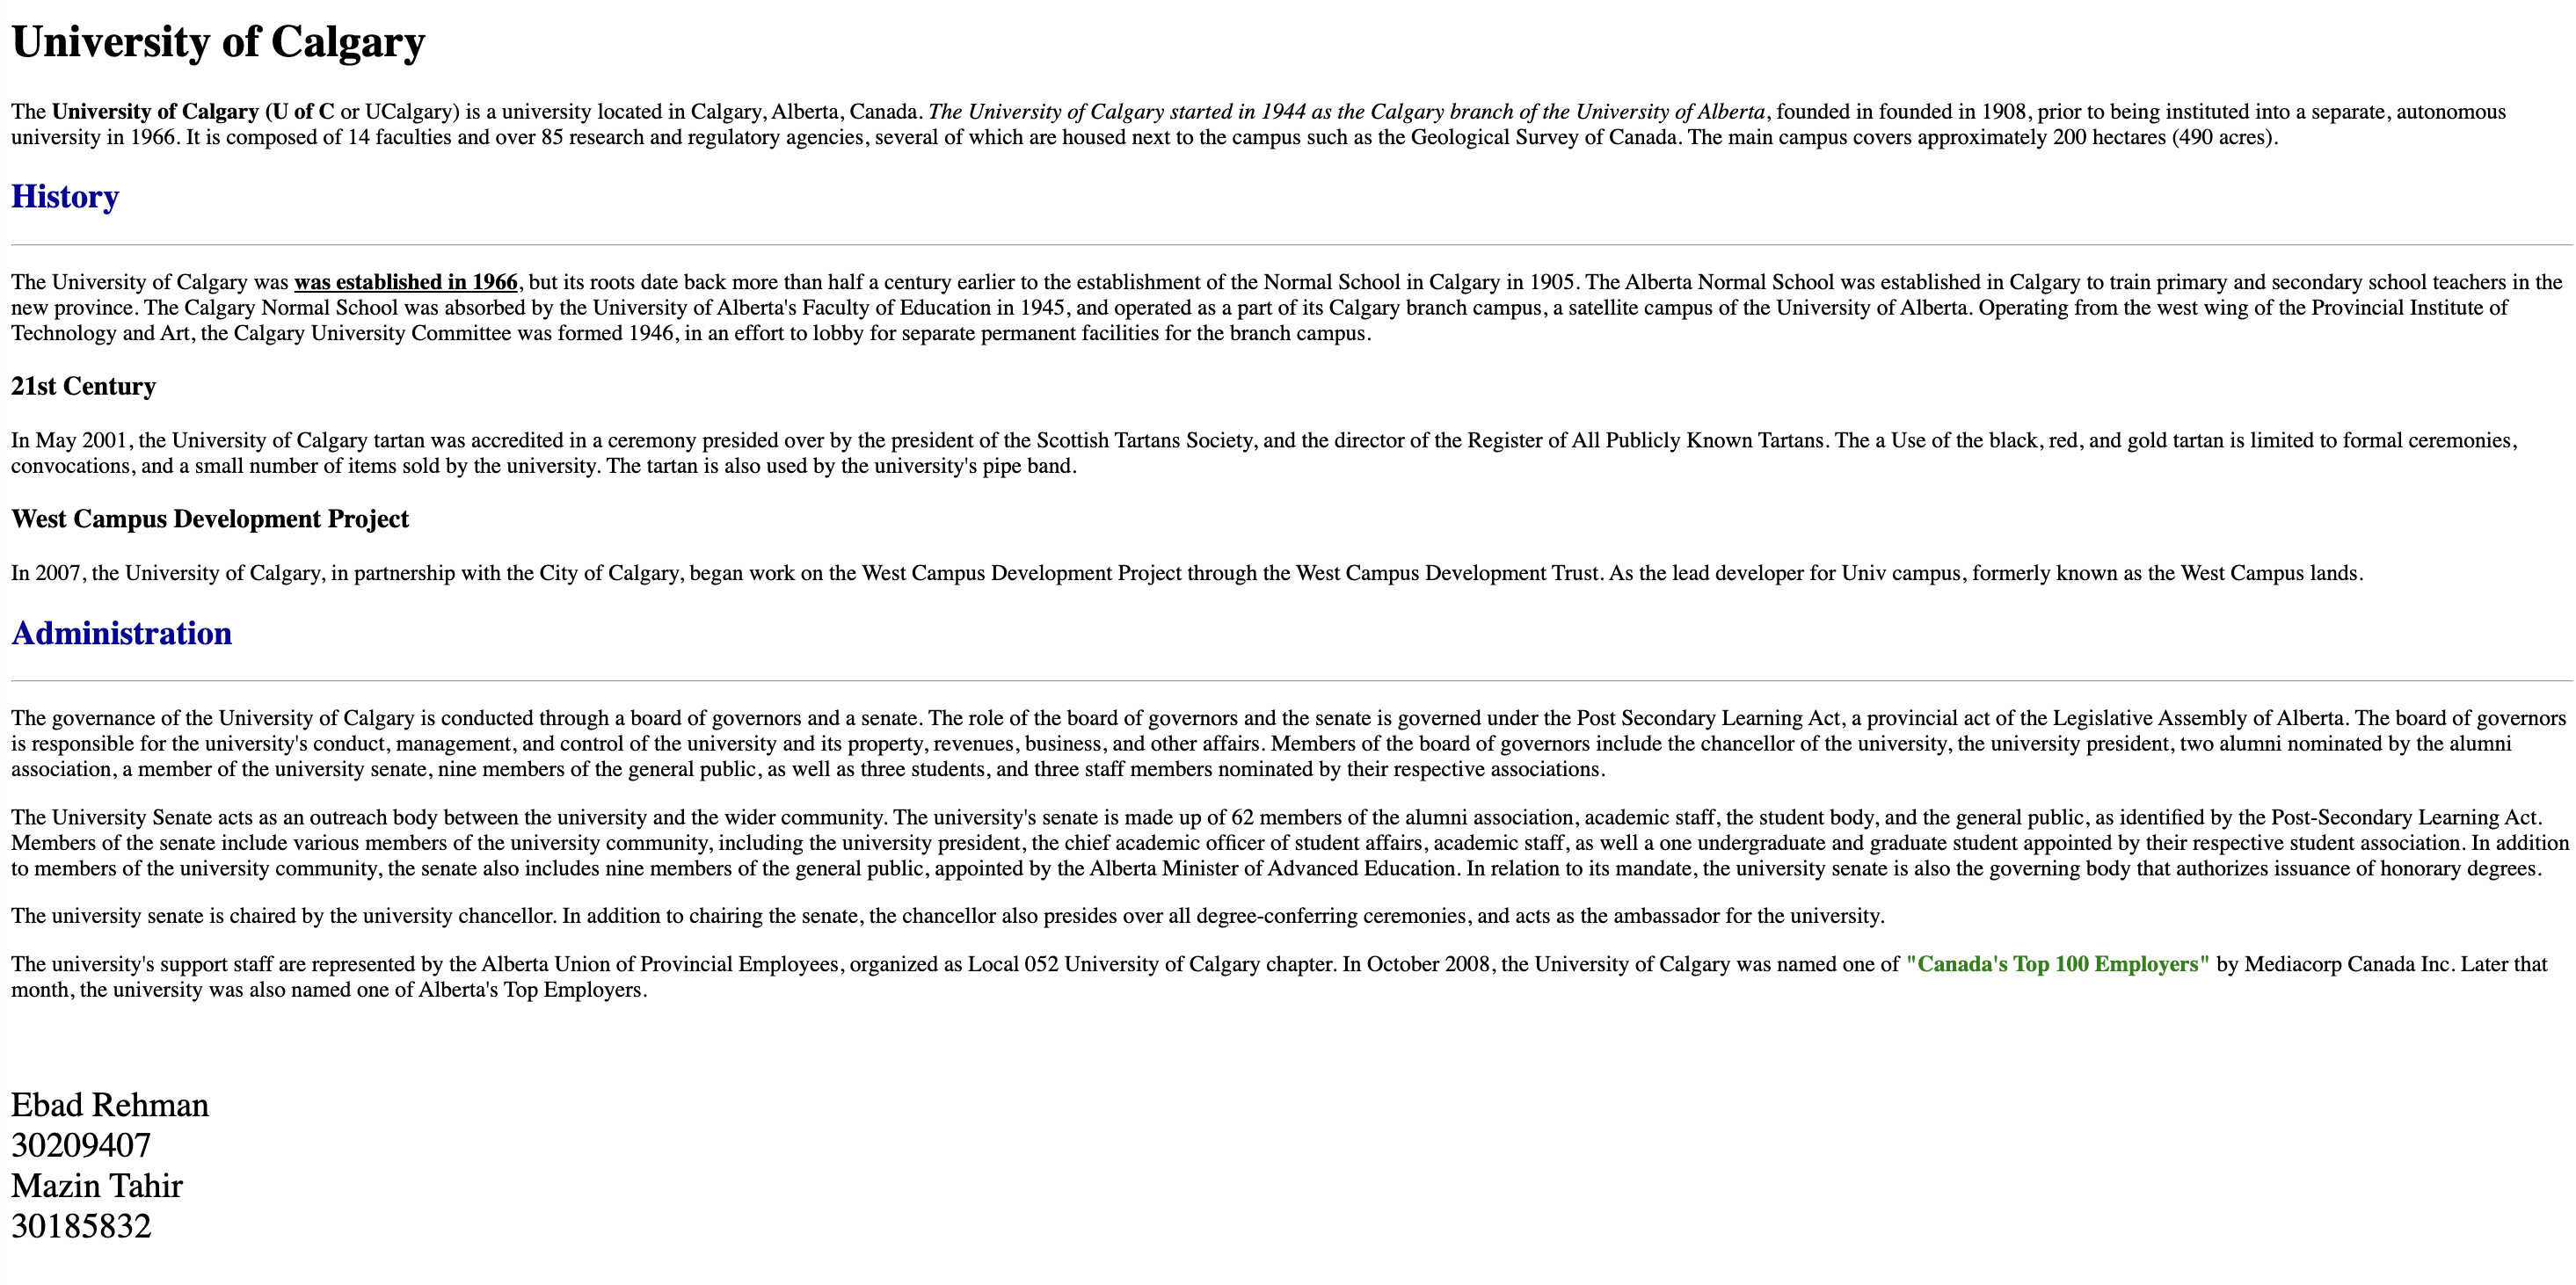 University of Calgary
The University of Calgary (U of C or UCalgary) is a university located in Calgary, Alberta, Canada. The University of Calgary started in 1944 as the Calgary branch of the University of Alberta, founded in founded in 1908, prior to being instituted into a separate, autonomous
university in 1966. It is composed of 14 faculties and over 85 research and regulatory agencies, several of which are housed next to the campus such as the Geological Survey of Canada. The main campus covers approximately 200 hectares (490 acres).
History
The University of Calgary was was established in 1966, but its roots date back more than half a century earlier to the establishment of the Normal School in Calgary in 1905. The Alberta Normal School was established in Calgary to train primary and secondary school teachers in the
new province. The Calgary Normal School was absorbed by the University of Alberta's Faculty of Education in 1945, and operated as a part of its Calgary branch campus, a satellite campus of the University of Alberta. Operating from the west wing of the Provincial Institute of
Technology and Art, the Calgary University Committee was formed 1946, in an effort to lobby for separate permanent facilities for the branch campus.
21st Century
In May 2001, the University of Calgary tartan was accredited in a ceremony presided over by the president of the Scottish Tartans Society, and the director of the Register of All Publicly Known Tartans. The a Use of the black, red, and gold tartan is limited to formal ceremonies,
convocations, and a small number of items sold by the university. The tartan is also used by the university's pipe band.
West Campus Development Project
In 2007, the University of Calgary, in partnership with the City of Calgary, began work on the West Campus Development Project through the West Campus Development Trust. As the lead developer for Univ campus, formerly known as the West Campus lands.
Administration
The governance of the University of Calgary is conducted through a board of governors and a senate. The role of the board of governors and the senate is governed under the Post Secondary Learning Act, a provincial act of the Legislative Assembly of Alberta. The board of governors
is responsible for the university's conduct, management, and control of the university and its property, revenues, business, and other affairs. Members of the board of governors include the chancellor of the university, the university president, two alumni nominated by the alumni
association, a member of the university senate, nine members of the general public, as well as three students, and three staff members nominated by their respective associations.
The University Senate acts as an outreach body between the university and the wider community. The university's senate is made up of 62 members of the alumni association, academic staff, the student body, and the general public, as identified by the Post-Secondary Learning Act.
Members of the senate include various members of the university community, including the university president, the chief academic officer of student affairs, academic staff, as well a one undergraduate and graduate student appointed by their respective student association. In addition
to members of the university community, the senate also includes nine members of the general public, appointed by the Alberta Minister of Advanced Education. In relation to its mandate, the university senate is also the governing body that authorizes issuance of honorary degrees.
The university senate is chaired by the university chancellor. In addition to chairing the senate, the chancellor also presides over all degree-conferring ceremonies, and acts as the ambassador for the university.
The university's support staff are represented by the Alberta Union of Provincial Employees, organized as Local 052 University of Calgary chapter. In October 2008, the University of Calgary was named one of "Canada's Top 100 Employers" by Mediacorp Canada Inc. Later that
month, the university was also named one of Alberta's Top Employers.
Ebad Rehman
30209407
Mazin Tahir
30185832